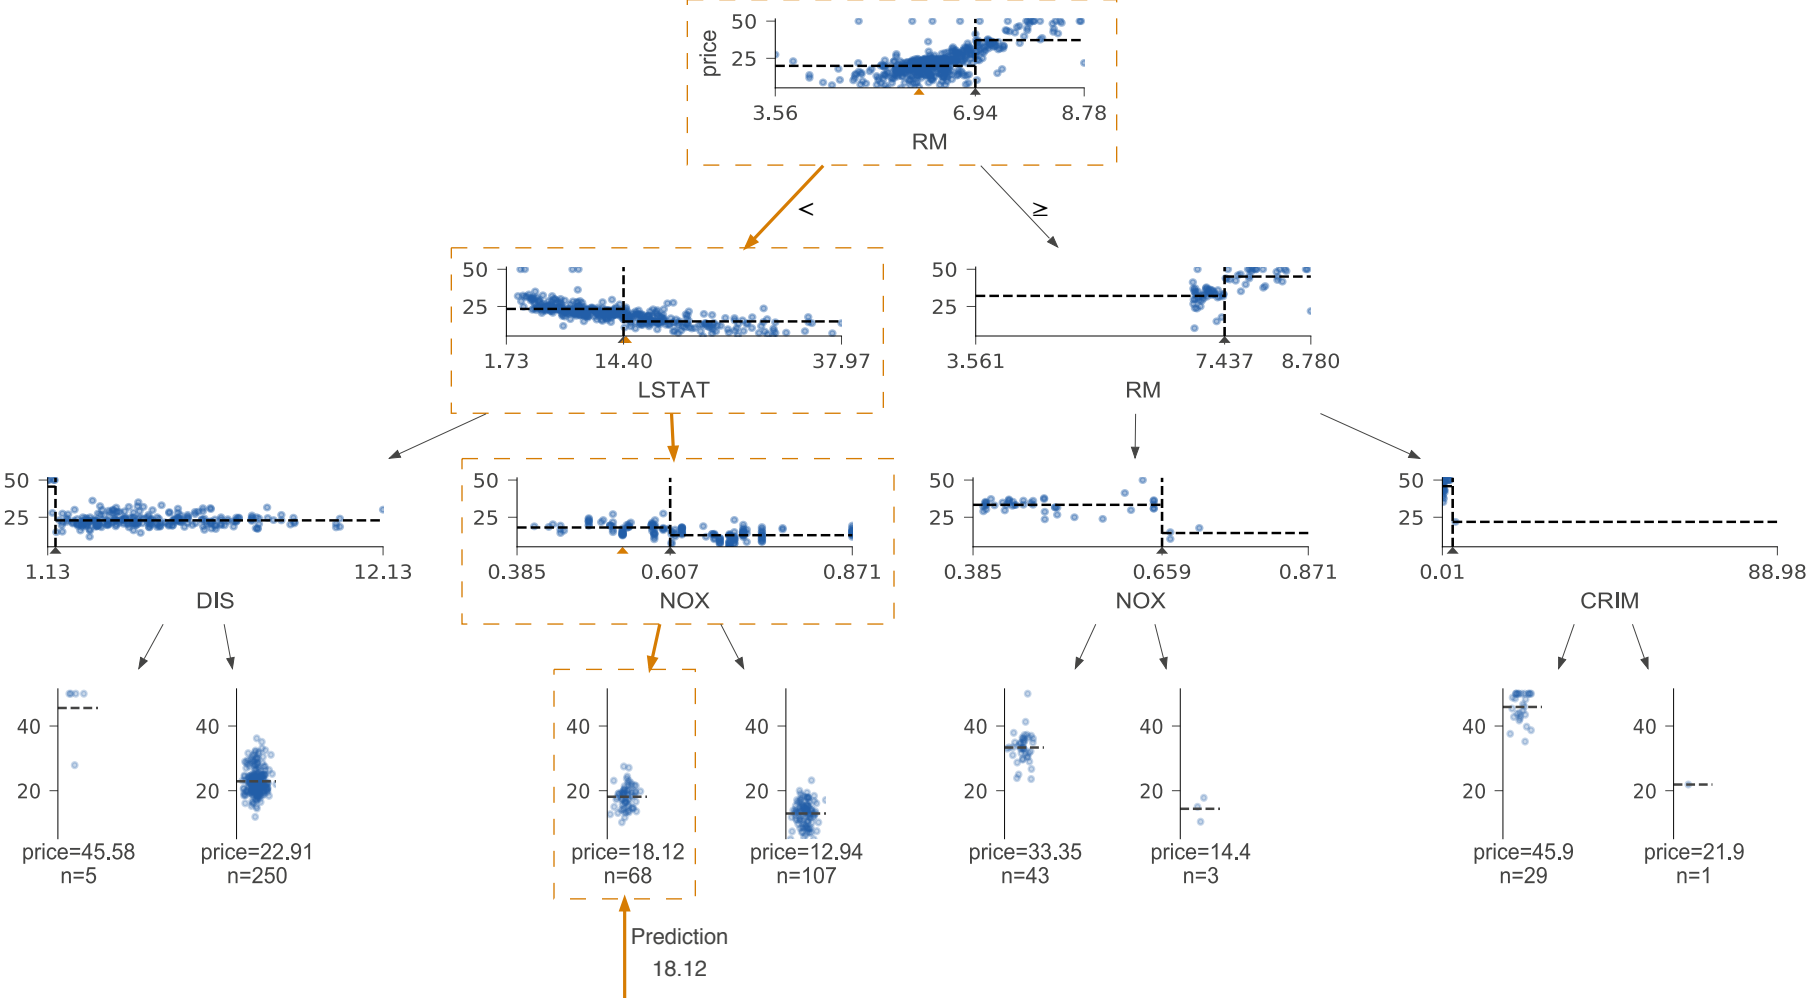 price
50
25
3.56 6.94 8.78
RM
< ≥
50
25
1.73 14.40 37.97
LSTAT
50
25
3.561 7.437 8.780
RM
50
25
1.13 12.13
DIS
50
25
0.385 0.607 0.871
NOX
50
25
0.385 0.659 0.871
NOX
50
25
0.01 88.98
CRIM
40
20
price=45.58
n=5
40
20
price=22.91
n=250
40
20
price=18.12
n=68
40
20
price=12.94
n=107
40
20
price=33.35
n=43
40
20
price=14.4
n=3
40
20
price=45.9
n=29
40
20
price=21.9
n=1
Prediction
18.12